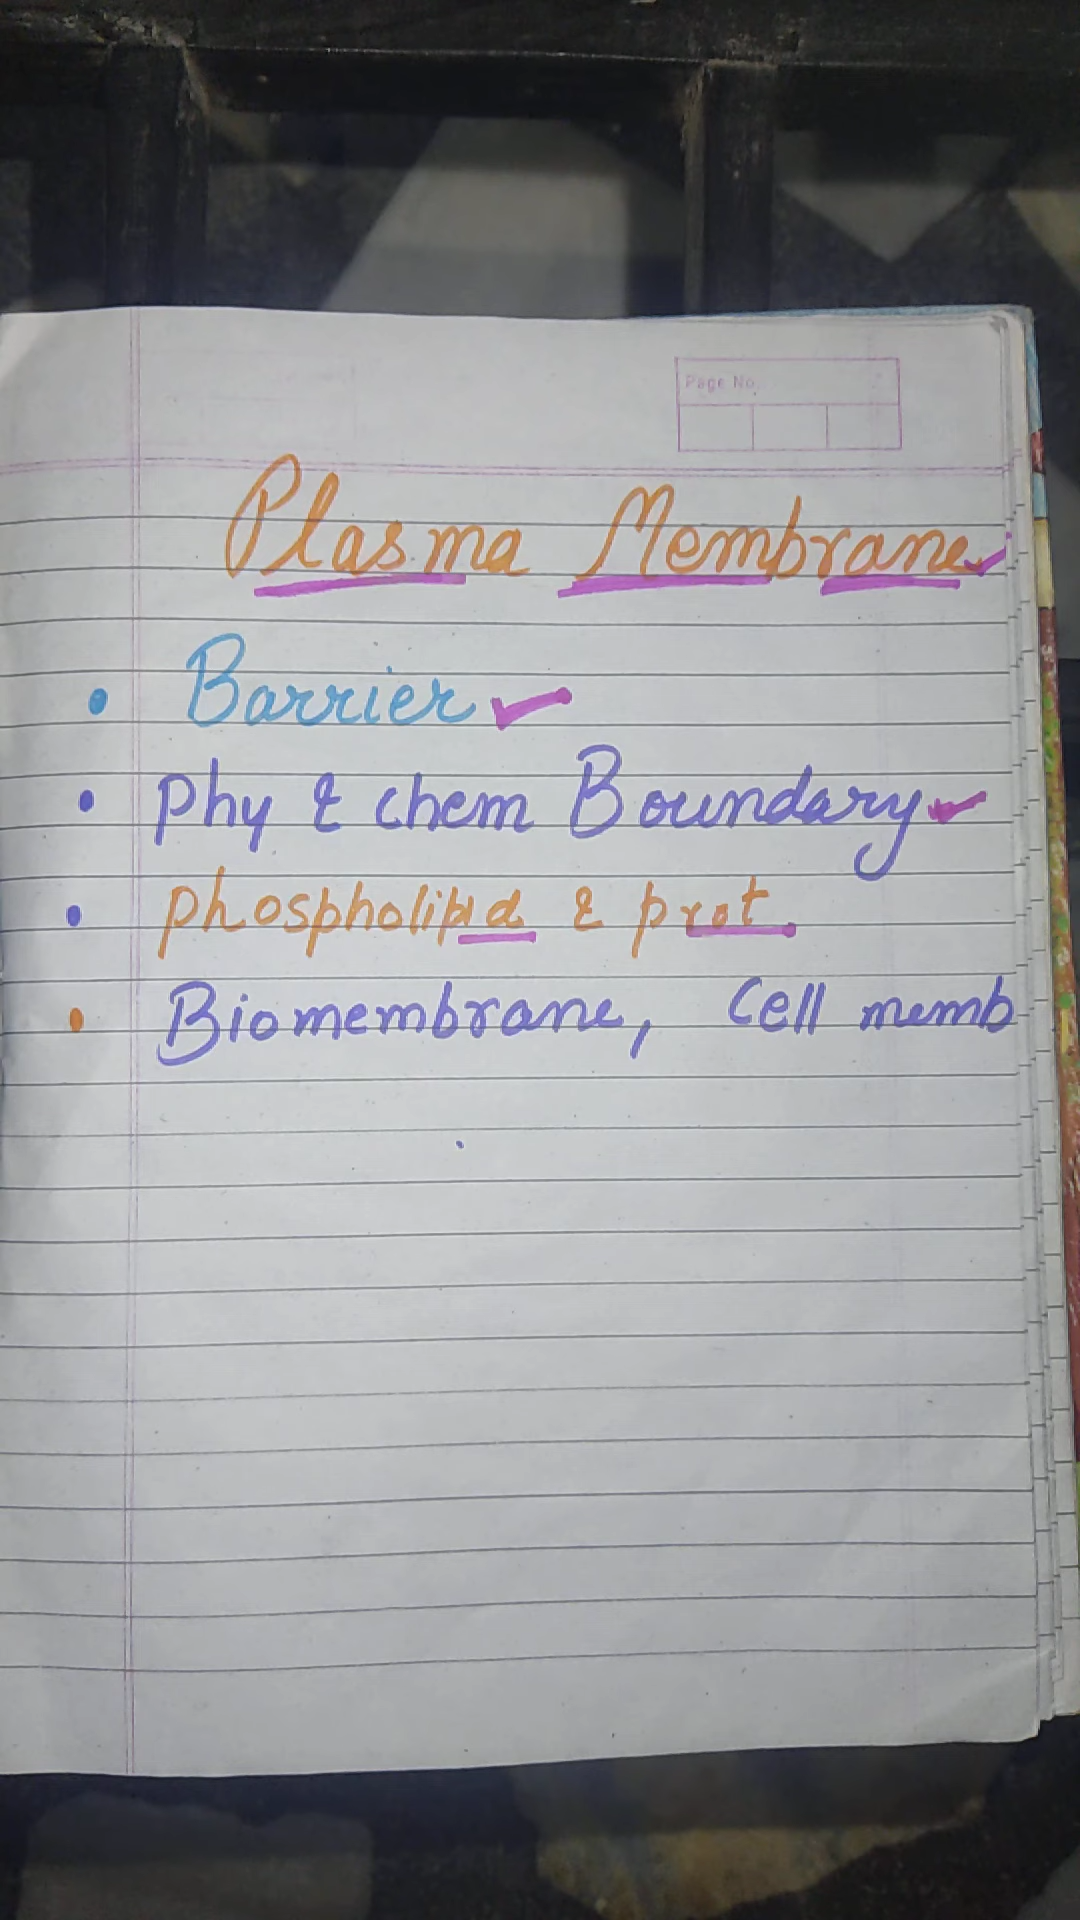 Page No.
Plasma Membrane
• Barrier
• Phy & chem Boundary
• phospholipid & prot.
• Biomembrane, Cell memb